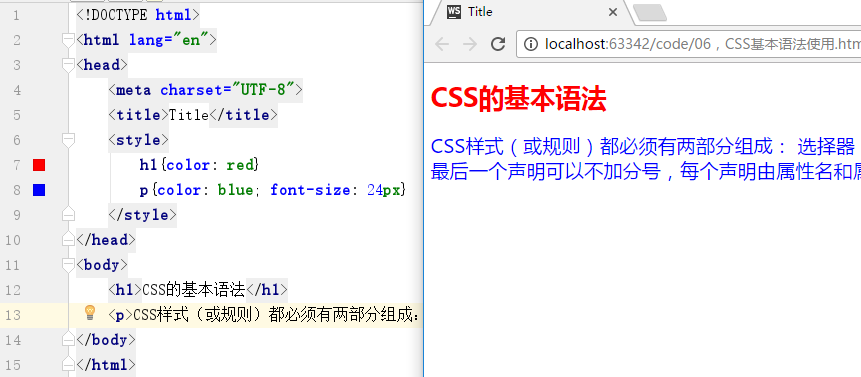 1 <!DOCTYPE html>
2 <html lang="en">
3 <head>
4 <meta charset="UTF-8">
5 <title>Title</title>
6 <style>
7 h1{color: red}
8 p{color: blue; font-size: 24px}
9 </style>
10 </head>
11 <body>
12 <h1>CSS的基本语法</h1>
13 <p>CSS样式（或规则）都必须有两部分组成：
14 </body>
15 </html>
WS Title
localhost:63342/code/06，CSS基本语法使用.htm
CSS的基本语法
CSS样式（或规则）都必须有两部分组成： 选择器
最后一个声明可以不加分号，每个声明由属性名和属